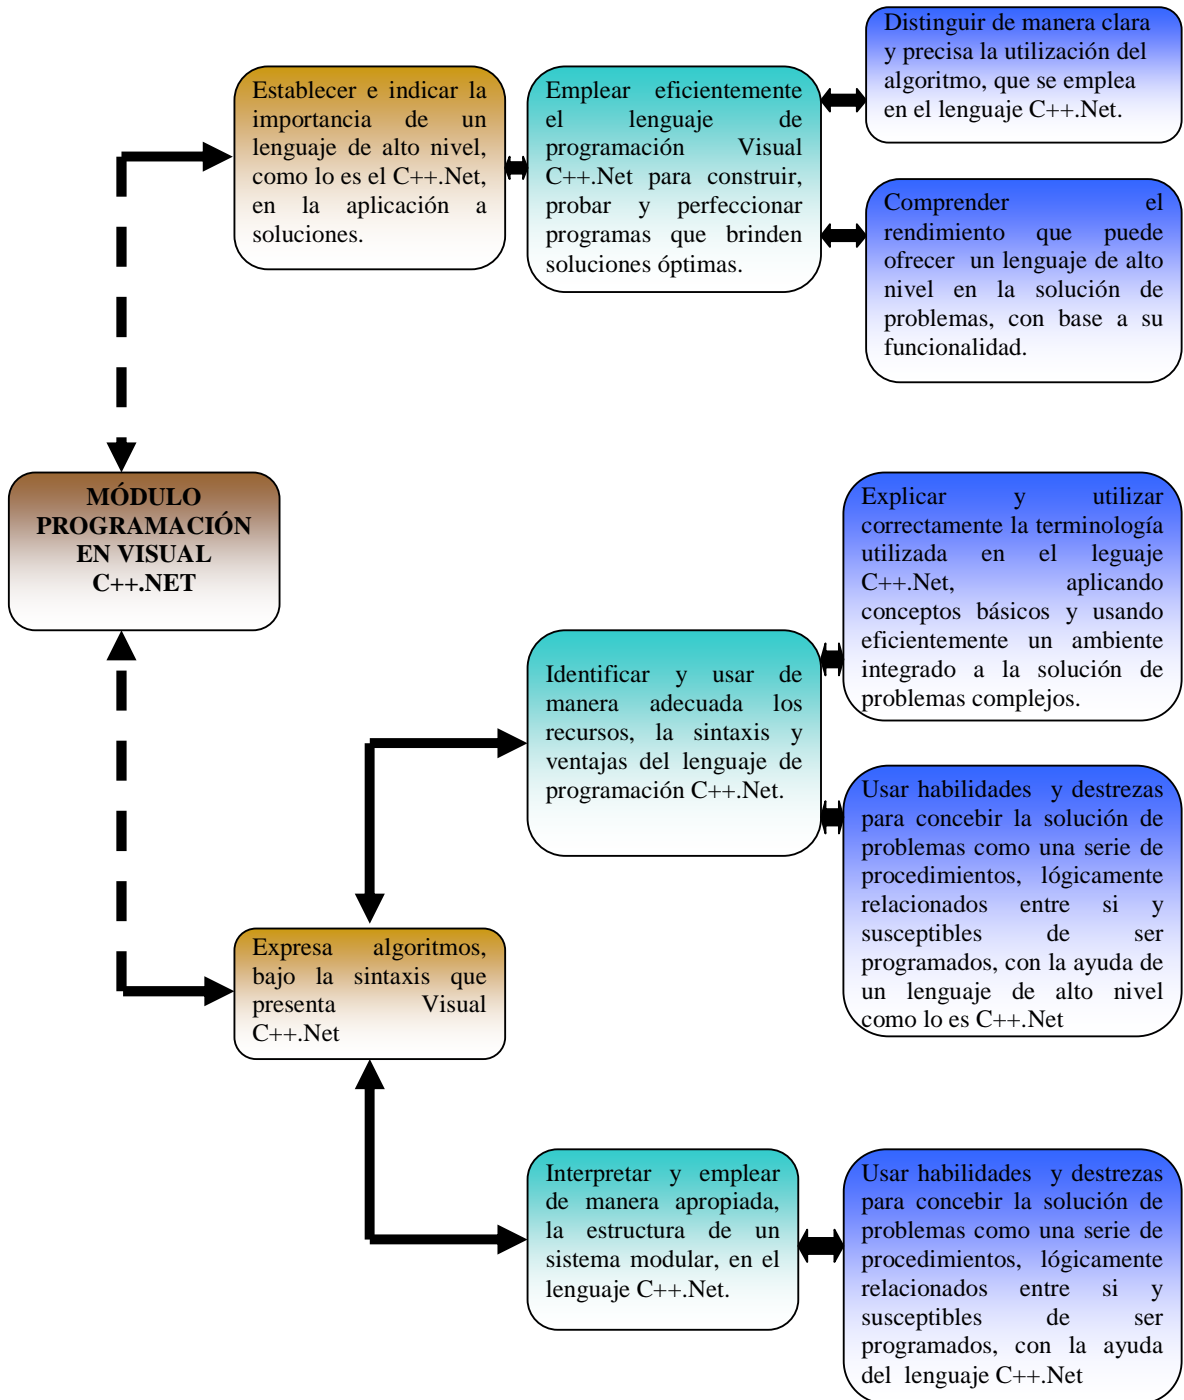 Distinguir de manera clara
y precisa la utilización del
algoritmo, que se emplea
en el lenguaje C++.Net.
Establecer e indicar la
importancia de un
lenguaje de alto nivel,
como lo es el C++.Net,
en la aplicación a
soluciones.
Emplear eficientemente
el lenguaje de
programación Visual
C++.Net para construir,
probar y perfeccionar
programas que brinden
soluciones óptimas.
Comprender el
rendimiento que puede
ofrecer un lenguaje de alto
nivel en la solución de
problemas, con base a su
funcionalidad.
MÓDULO
PROGRAMACIÓN
EN VISUAL
C++.NET
Explicar y utilizar
correctamente la terminología
utilizada en el leguaje
C++.Net, aplicando
conceptos básicos y usando
eficientemente un ambiente
integrado a la solución de
problemas complejos.
Identificar y usar de
manera adecuada los
recursos, la sintaxis y
ventajas del lenguaje de
programación C++.Net.
Usar habilidades y destrezas
para concebir la solución de
problemas como una serie de
procedimientos, lógicamente
relacionados entre si y
susceptibles de ser
programados, con la ayuda de
un lenguaje de alto nivel
como lo es C++.Net
Expresa algoritmos,
bajo la sintaxis que
presenta Visual
C++.Net
Interpretar y emplear
de manera apropiada,
la estructura de un
sistema modular, en el
lenguaje C++.Net.
Usar habilidades y destrezas
para concebir la solución de
problemas como una serie de
procedimientos, lógicamente
relacionados entre si y
susceptibles de ser
programados, con la ayuda
del lenguaje C++.Net